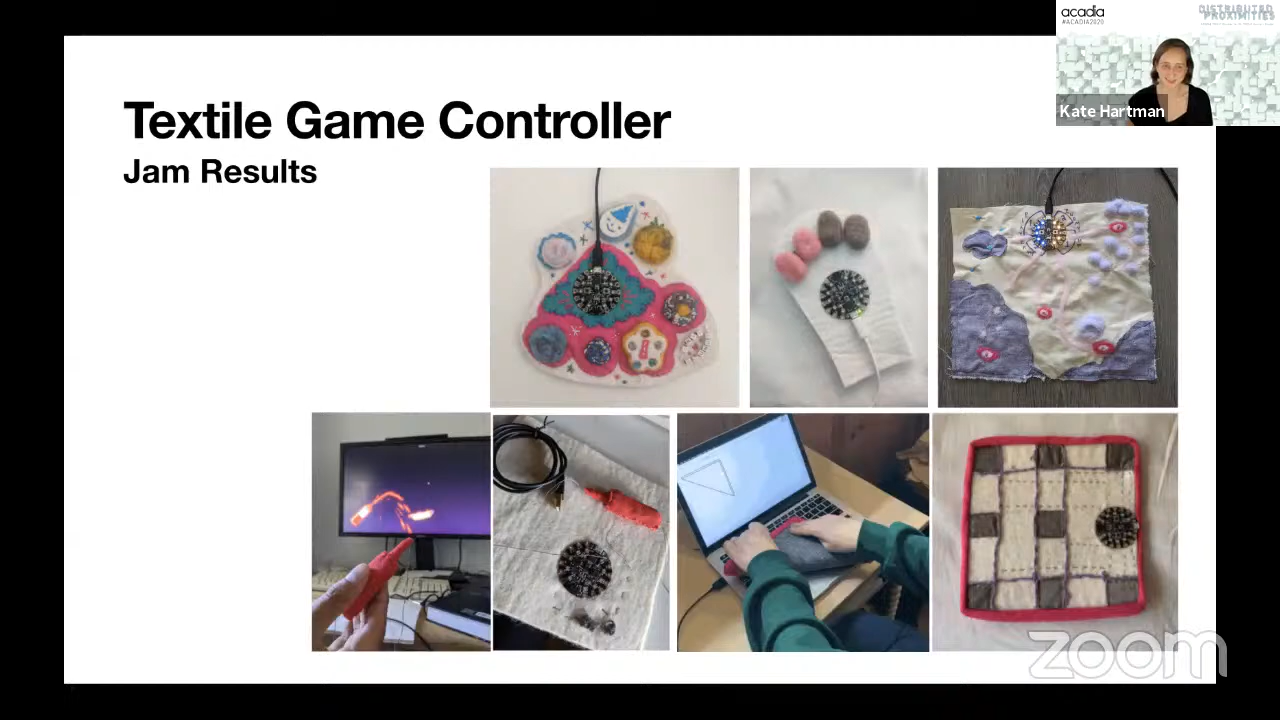 Textile Game Controller
Jam Results
acadia
#ACADIA2020
DISTRIBUTED
PROXIMITIES
Kate Hartman
zoom